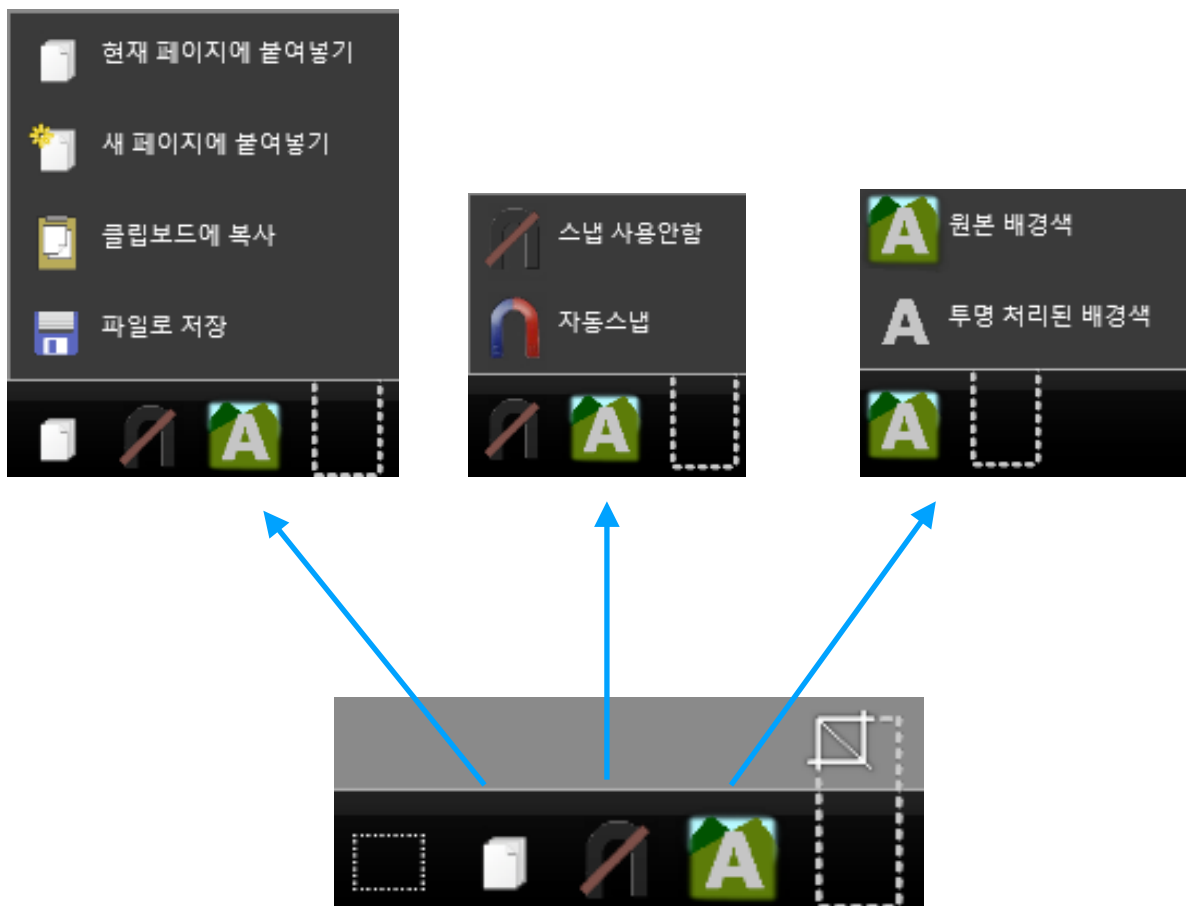 현재 페이지에 붙여넣기
새 페이지에 붙여넣기
클립보드에 복사
파일로 저장
스냅 사용안함
자동스냅
원본 배경색
투명 처리된 배경색